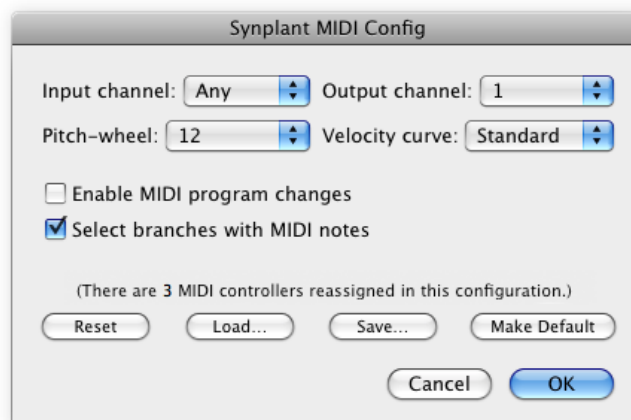 Synplant MIDI Config
Input channel: Any Output channel: 1
Pitch-wheel: 12 Velocity curve: Standard
Enable MIDI program changes
Select branches with MIDI notes
(There are 3 MIDI controllers reassigned in this configuration.)
Reset Load... Save... Make Default
Cancel OK